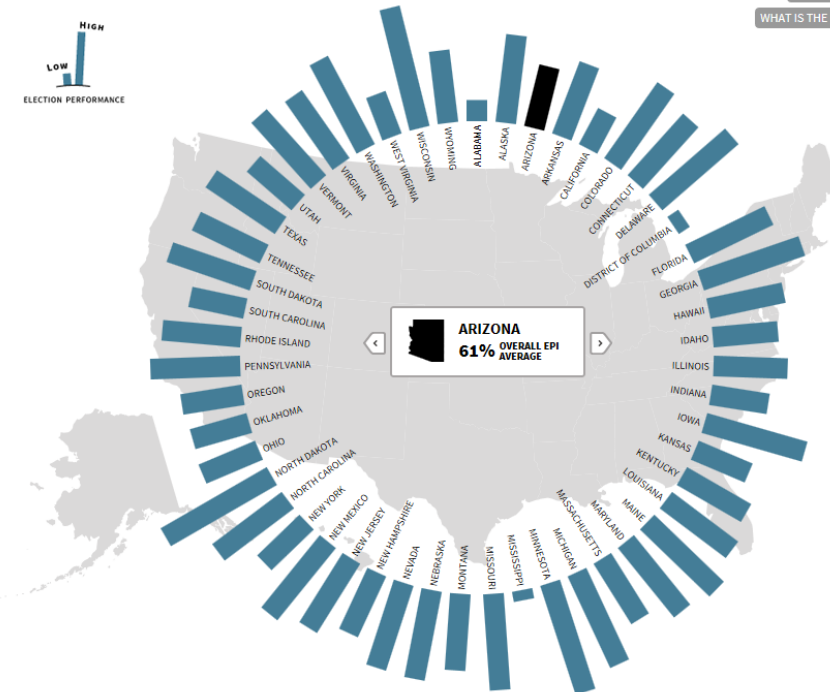 WHAT IS THE
HIGH
LOW
ELECTION PERFORMANCE
ALABAMA
ALASKA
ARIZONA
ARKANSAS
CALIFORNIA
COLORADO
CONNECTICUT
DELAWARE
DISTRICT OF COLUMBIA
FLORIDA
GEORGIA
HAWAII
IDAHO
ILLINOIS
INDIANA
IOWA
KANSAS
KENTUCKY
LOUISIANA
MAINE
MARYLAND
MASSACHUSETTS
MICHIGAN
MINNESOTA
MISSISSIPPI
MISSOURI
MONTANA
NEBRASKA
NEVADA
NEW HAMPSHIRE
NEW JERSEY
NEW MEXICO
NEW YORK
NORTH CAROLINA
NORTH DAKOTA
OHIO
OKLAHOMA
OREGON
PENNSYLVANIA
RHODE ISLAND
SOUTH CAROLINA
SOUTH DAKOTA
TENNESSEE
TEXAS
UTAH
VERMONT
VIRGINIA
WASHINGTON
WEST VIRGINIA
WISCONSIN
WYOMING
ARIZONA
61% OVERALL EPI
AVERAGE